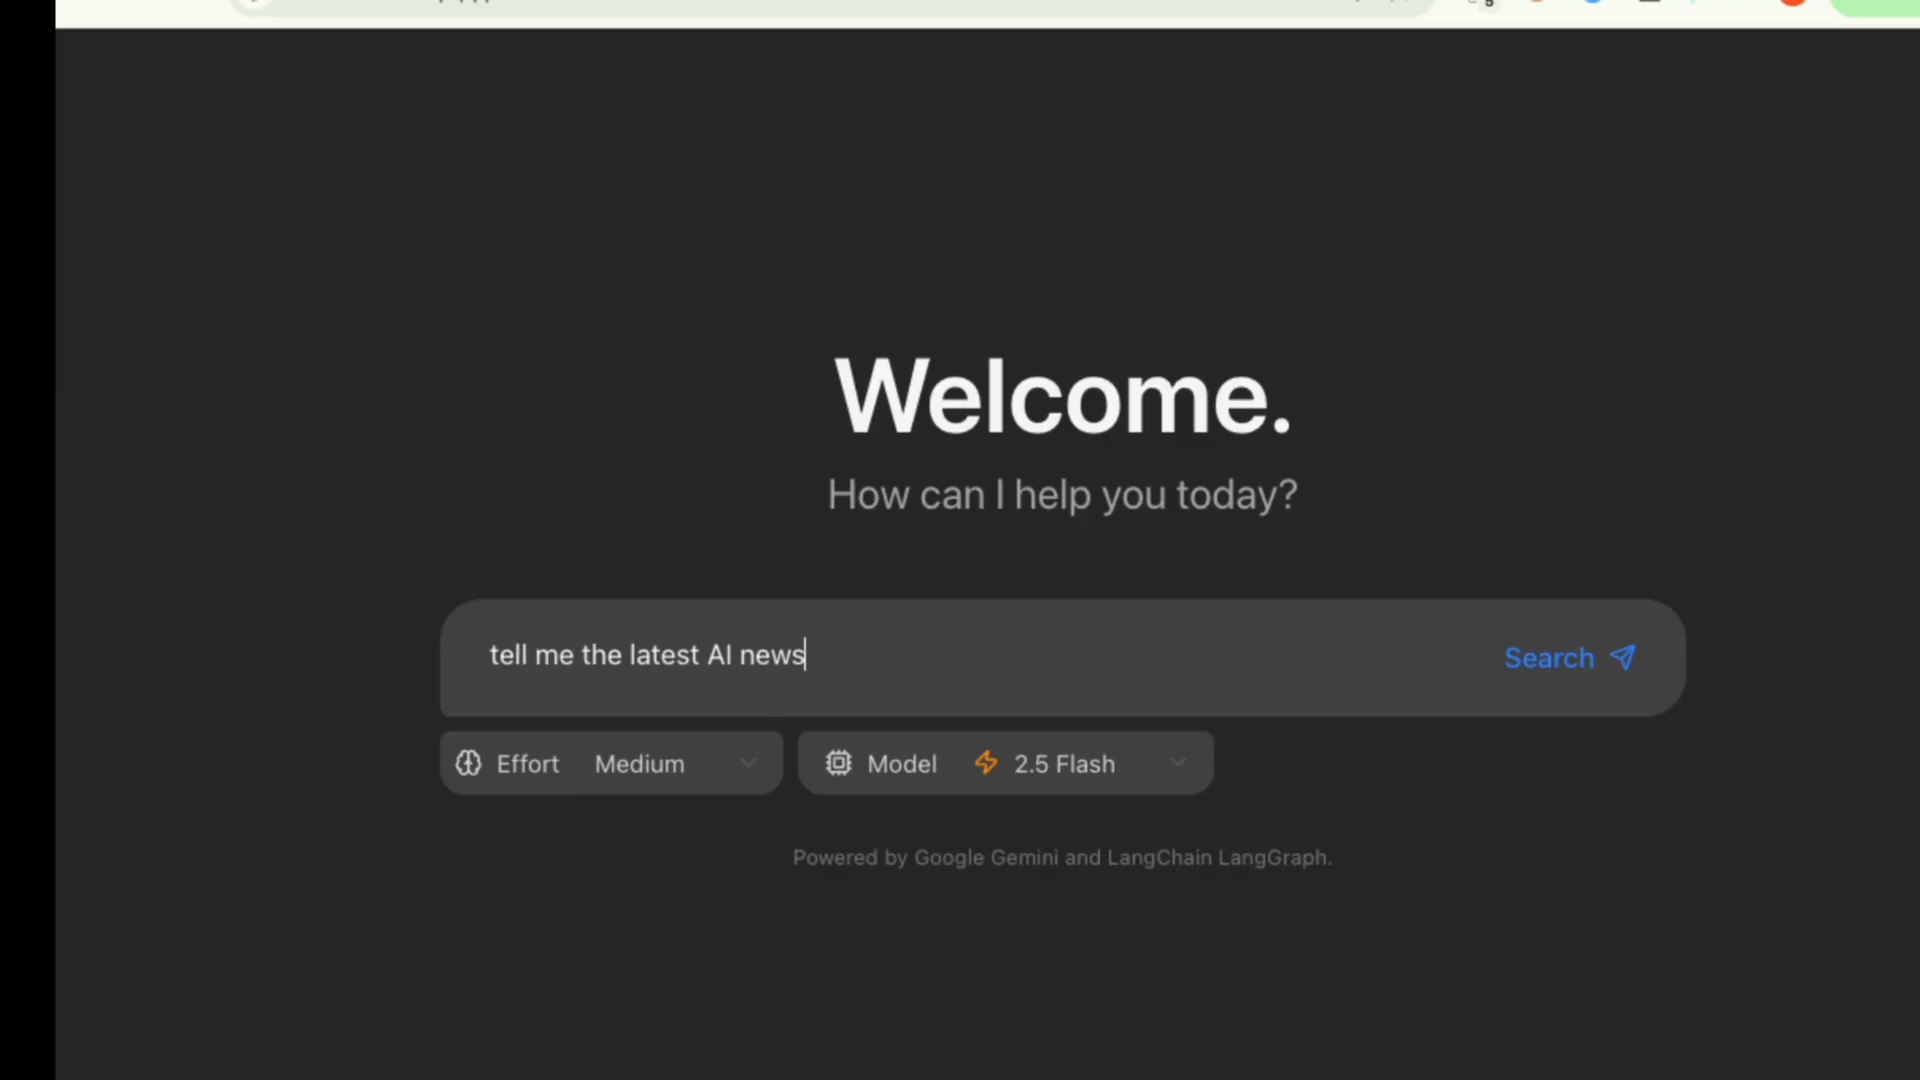 Welcome.
How can I help you today?
tell me the latest AI news
Search
Effort Medium
Model 2.5 Flash
Powered by Google Gemini and LangChain LangGraph.